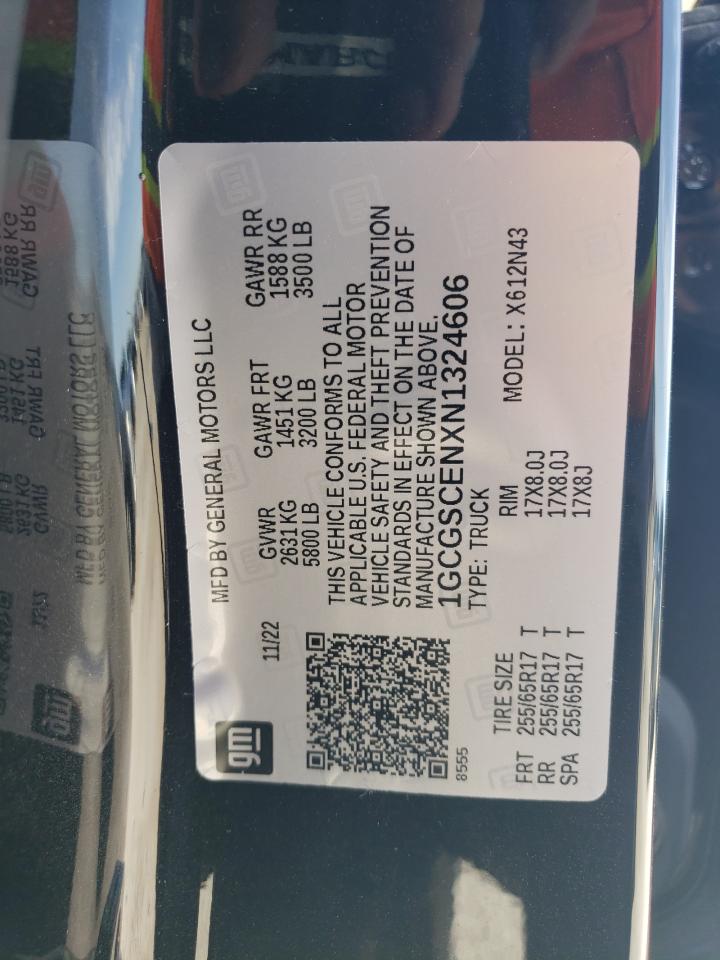 gm
MFD BY GENERAL MOTORS LLC
11/22
GVWR GAWR FRT GAWR RR
2631 KG 1451 KG 1588 KG
5800 LB 3200 LB 3500 LB
THIS VEHICLE CONFORMS TO ALL
APPLICABLE U.S. FEDERAL MOTOR
VEHICLE SAFETY AND THEFT PREVENTION
STANDARDS IN EFFECT ON THE DATE OF
MANUFACTURE SHOWN ABOVE.
1GCGSCENXN1324606
TYPE: TRUCK
8555
MODEL: X612N43
TIRE SIZE RIM
FRT 255/65R17 T 17X8.0J
RR 255/65R17 T 17X8.0J
SPA 255/65R17 T 17X8J